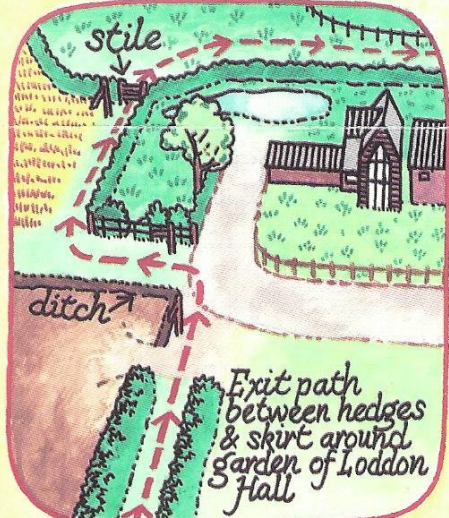 stile
ditch
Exit path
between hedges
& skirt around
garden of Loddon
Hall